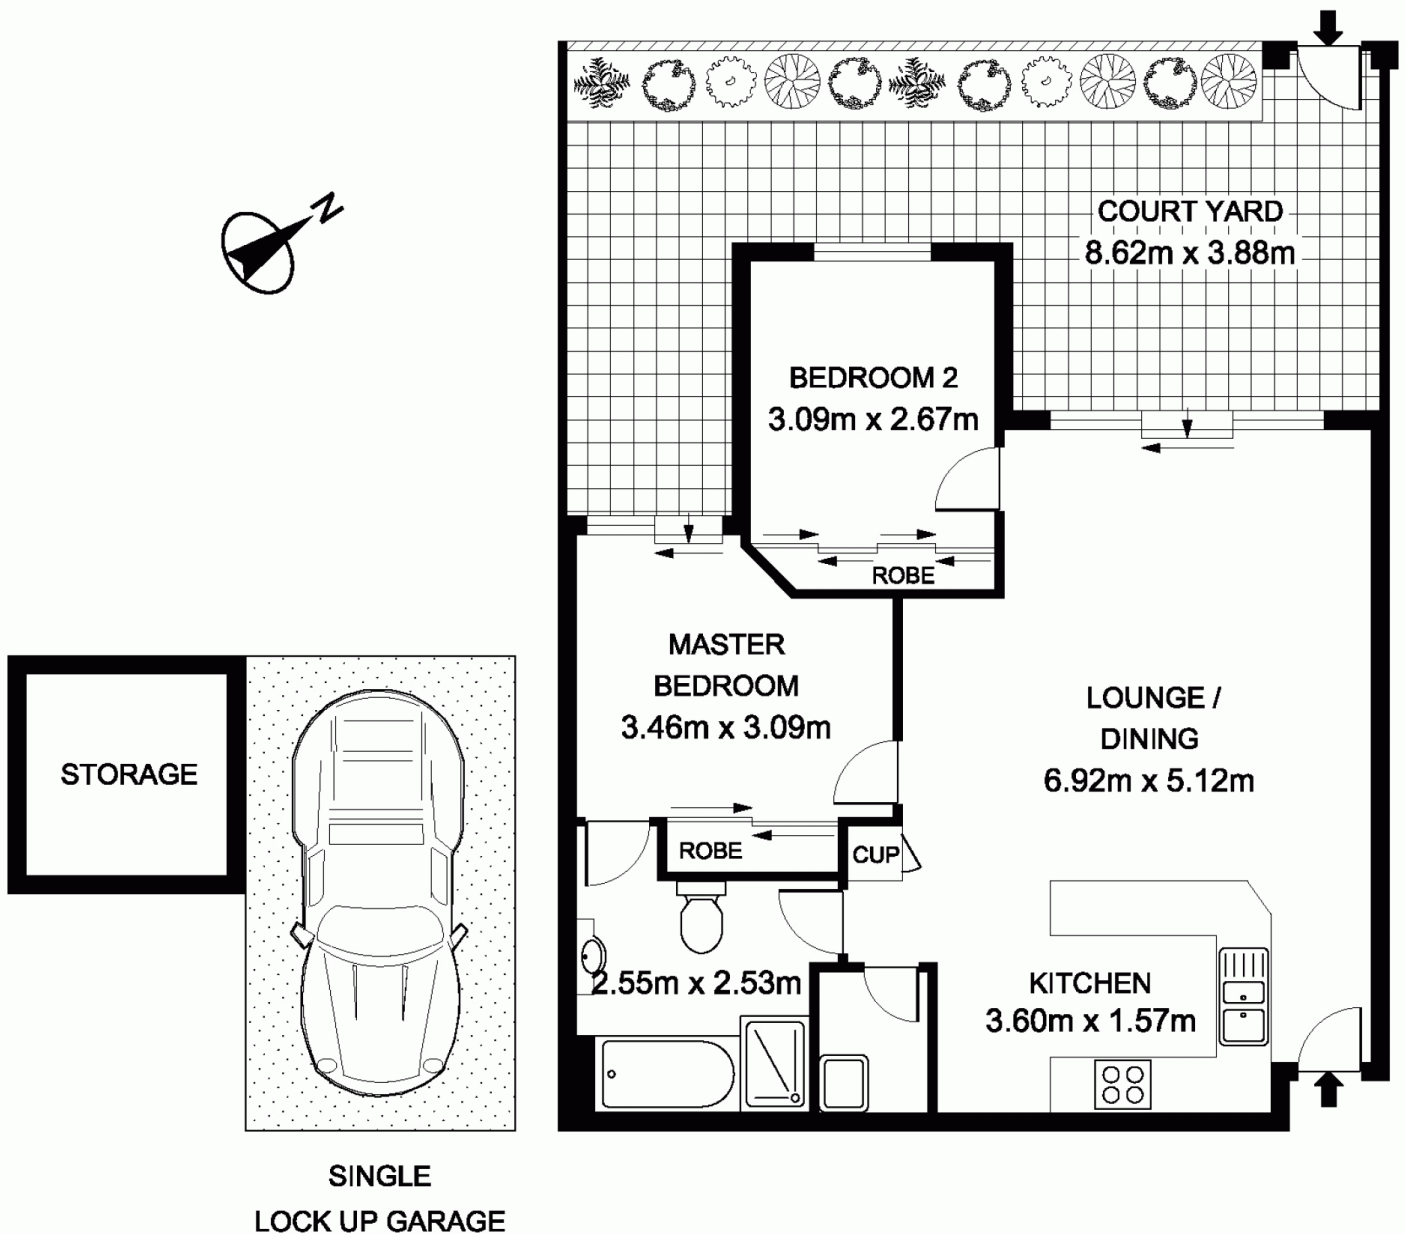 N
COURT YARD
8.62m x 3.88m
BEDROOM 2
3.09m x 2.67m
ROBE
MASTER
BEDROOM
3.46m x 3.09m
LOUNGE /
DINING
6.92m x 5.12m
STORAGE
ROBE
CUP
2.55m x 2.53m
KITCHEN
3.60m x 1.57m
SINGLE
LOCK UP GARAGE